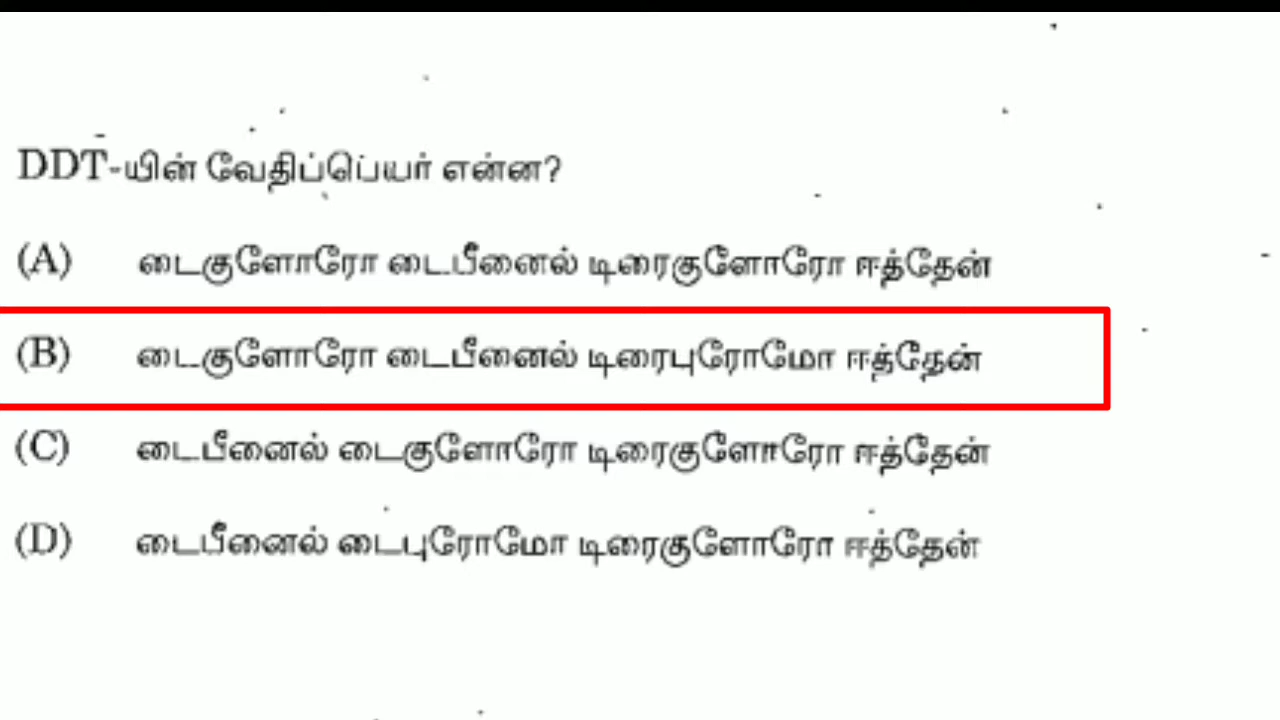 DDT-யின் வேதிப்பெயர் என்ன?
(A) டைகுளோரோ டைபீனைல் டிரைகுளோரோ ஈத்தேன்
(B) டைகுளோரோ டைபீனைல் டிரைபுரோமோ ஈத்தேன்
(C) டைபீனைல் டைகுளோரோ டிரைகுளோரோ ஈத்தேன்
(D) டைபீனைல் டைபுரோமோ டிரைகுளோரோ ஈத்தேன்